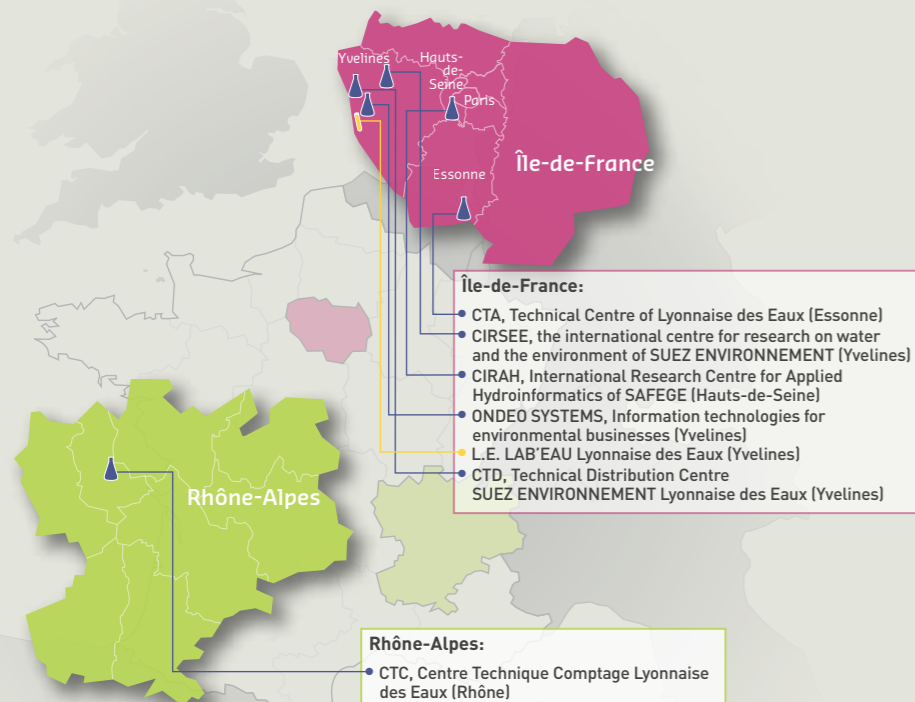 Yvelines
Hauts-
de-
Seine
Paris
Île-de-France
Essonne
Île-de-France:
CTA, Technical Centre of Lyonnaise des Eaux (Essonne)
CIRSEE, the international centre for research on water
and the environment of SUEZ ENVIRONNEMENT (Yvelines)
CIRAH, International Research Centre for Applied
Hydroinformatics of SAFEGE (Hauts-de-Seine)
ONDEO SYSTEMS, Information technologies for
environmental businesses (Yvelines)
L.E. LAB'EAU Lyonnaise des Eaux (Yvelines)
CTD, Technical Distribution Centre
SUEZ ENVIRONNEMENT Lyonnaise des Eaux (Yvelines)
Rhône-Alpes
Rhône-Alpes:
CTC, Centre Technique Comptage Lyonnaise
des Eaux (Rhône)